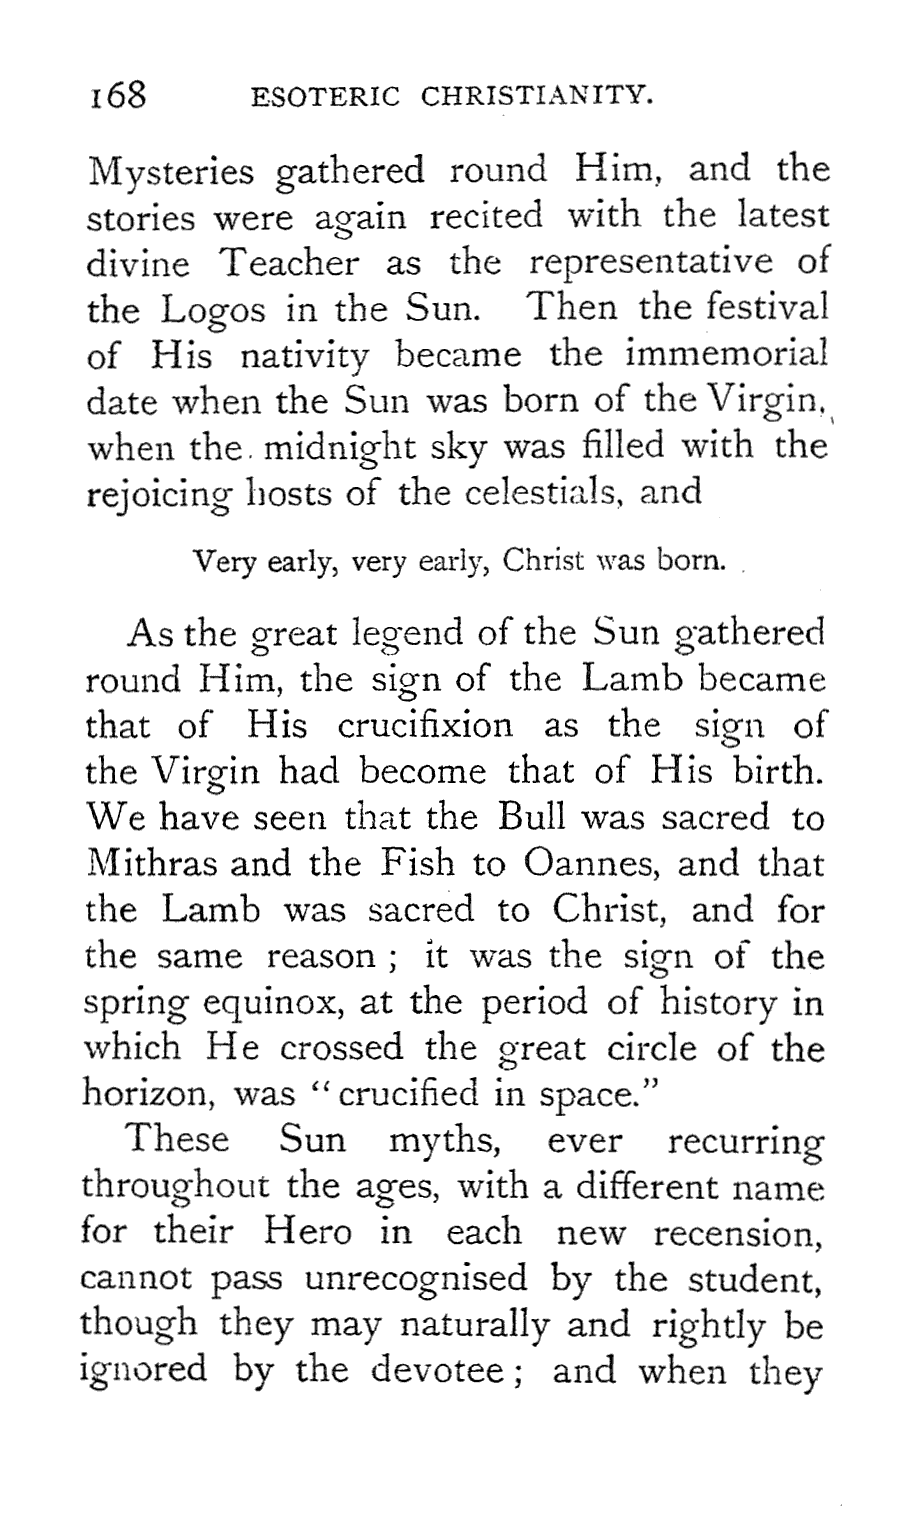 168 ESOTERIC CHRISTIANITY.
Mysteries gathered round Him, and the
stories were again recited with the latest
divine Teacher as the representative of
the Logos in the Sun. Then the festival
of His nativity became the immemorial
date when the Sun was born of the Virgin,
when the midnight sky was filled with the
rejoicing hosts of the celestials, and
Very early, very early, Christ was born.
As the great legend of the Sun gathered
round Him, the sign of the Lamb became
that of His crucifixion as the sign of
the Virgin had become that of His birth.
We have seen that the Bull was sacred to
Mithras and the Fish to Oannes, and that
the Lamb was sacred to Christ, and for
the same reason ; it was the sign of the
spring equinox, at the period of history in
which He crossed the great circle of the
horizon, was “crucified in space.”
These Sun myths, ever recurring
throughout the ages, with a different name
for their Hero in each new recension,
cannot pass unrecognised by the student,
though they may naturally and rightly be
ignored by the devotee ; and when they